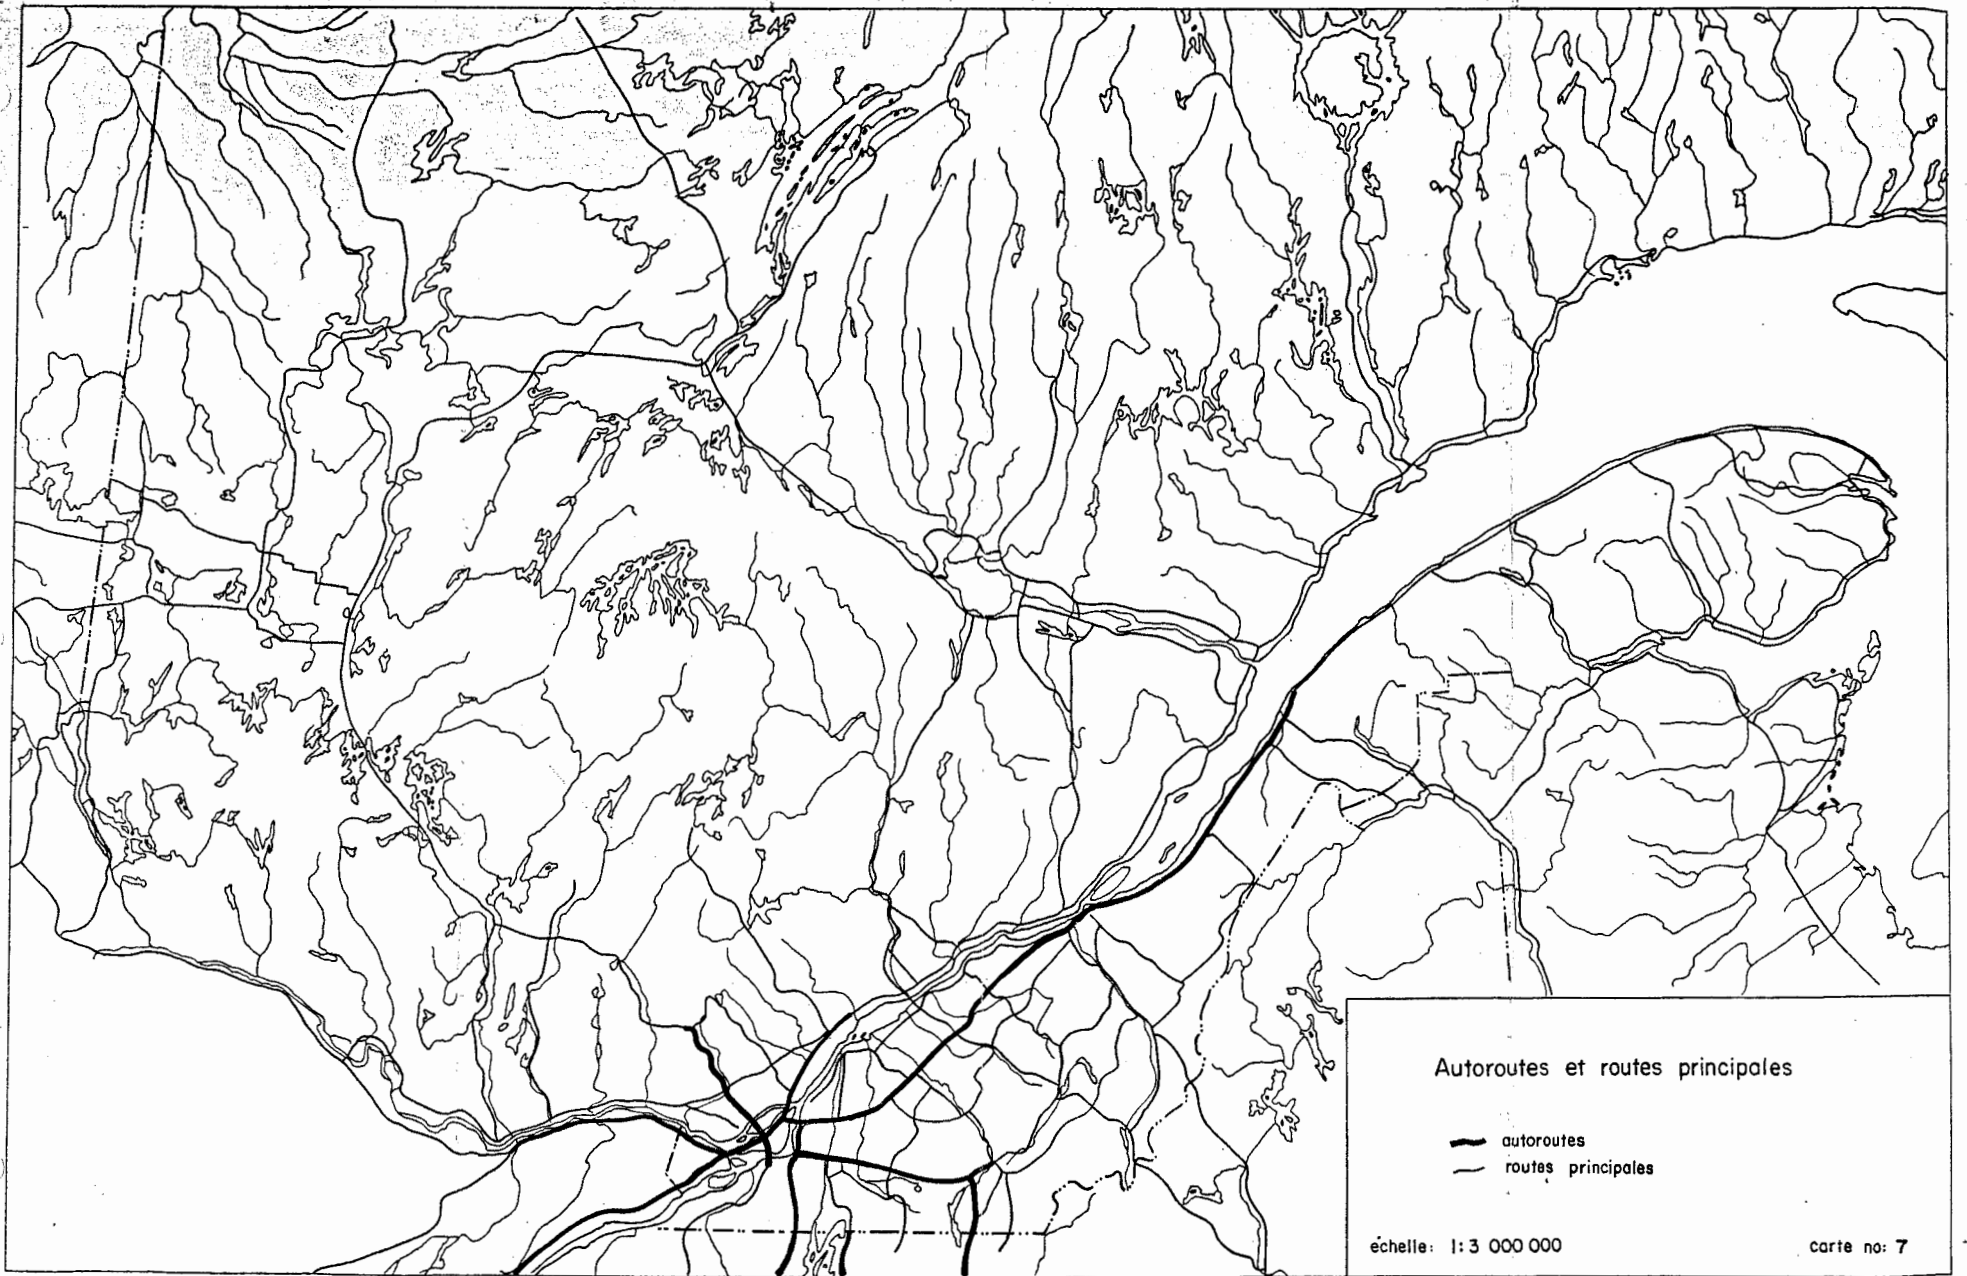 Autoroutes et routes principales
autoroutes
routes principales
échelle: 1:3 000 000
carte no: 7